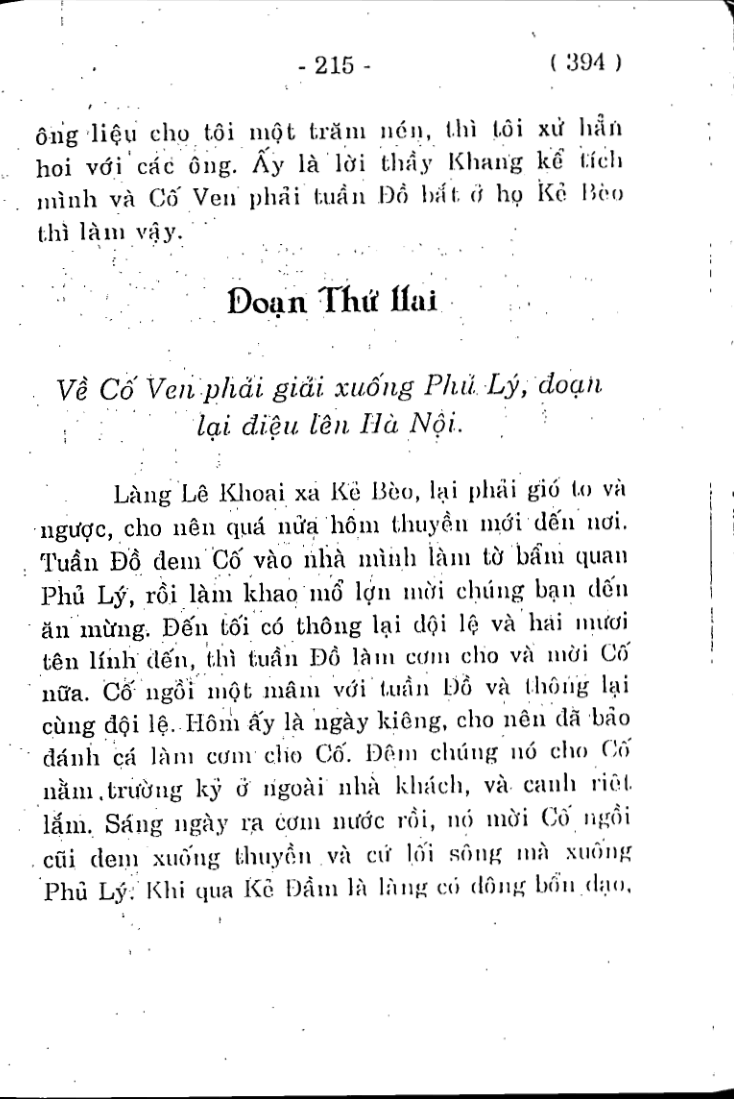 - 215 - ( 394 )
ông liệu cho tôi một trăm nén, thì tôi xử hẳn
hoi với các ông. Ấy là lời thầy Khang kể tích
mình và Cố Ven phải tuần Đồ bắt ở họ Kẻ Bèo
thì làm vậy.
Đoạn Thứ Hai
Về Cố Ven phải giải xuống Phủ Lý, đoạn
lại điệu lên Hà Nội.
Làng Lê Khoai xa Kẻ Bèo, lại phải gió to và
ngược, cho nên quá nửa hôm thuyền mới đến nơi.
Tuần Đồ đem Cố vào nhà mình làm tờ bẩm quan
Phủ Lý, rồi làm khao mổ lợn mời chúng bạn đến
ăn mừng. Đến tối có thông lại đội lệ và hai mươi
tên lính đến, thì tuần Đồ làm cơm cho và mời Cố
nữa. Cố ngồi một mâm với tuần Đồ và thông lại
cùng đội lệ. Hôm ấy là ngày kiêng, cho nên đã bảo
đánh cá làm cơm cho Cố. Đêm chúng nó cho Cố
nằm trường kỷ ở ngoài nhà khách, và canh riết
lắm. Sáng ngày ra cơm nước rồi, nó mời Cố ngồi
cũi đem xuống thuyền và cứ lối sông mà xuống
Phủ Lý. Khi qua Kẻ Đầm là làng có đông bổn đạo,